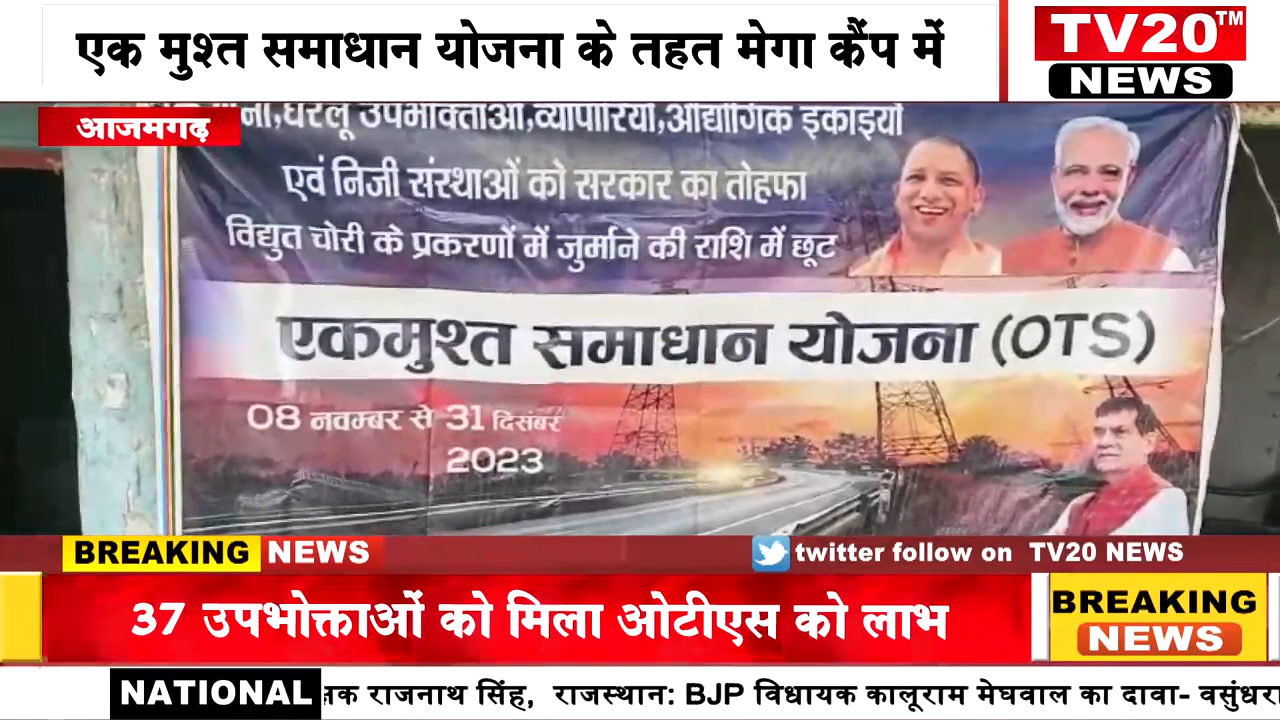 एक मुश्त समाधान योजना के तहत मेगा कैंप में
TV20™
NEWS
आजमगढ़
घरेलू उपभोक्ताओं,व्यापारियों,औद्योगिक इकाइयों
एवं निजी संस्थाओं को सरकार का तोहफा
विद्युत चोरी के प्रकरणों में जुर्माने की राशि में छूट
एकमुश्त समाधान योजना (OTS)
08 नवम्बर से 31 दिसंबर
2023
BREAKING NEWS
twitter follow on TV20 NEWS
37 उपभोक्ताओं को मिला ओटीएस को लाभ
BREAKING
NEWS
NATIONAL
राजनाथ सिंह, राजस्थान: BJP विधायक कालूराम मेघवाल का दावा- वसुंधरा